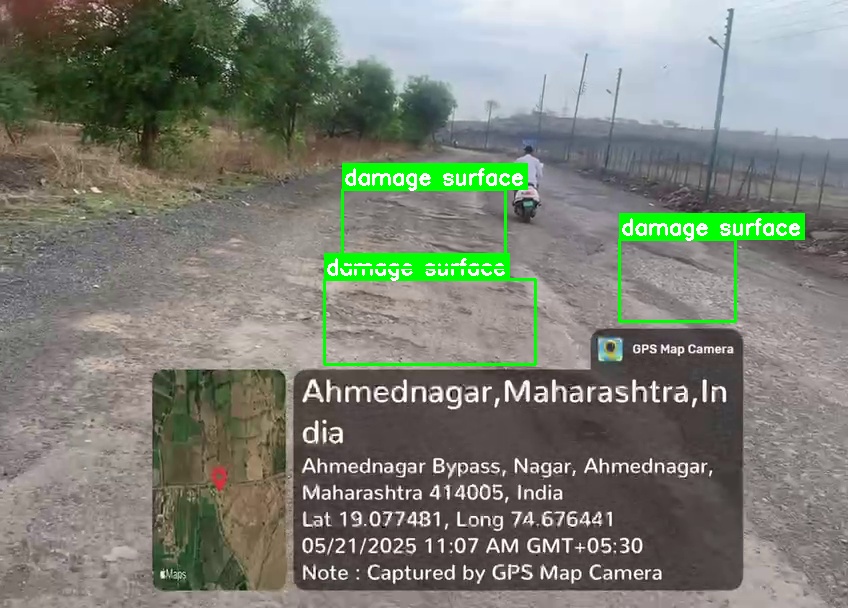 damage surface
damage surface
damage surface
GPS Map Camera
Ahmednagar,Maharashtra,In
dia
Ahmednagar Bypass, Nagar, Ahmednagar,
Maharashtra 414005, India
Lat 19.077481, Long 74.676441
05/21/2025 11:07 AM GMT+05:30
Note : Captured by GPS Map Camera
Maps